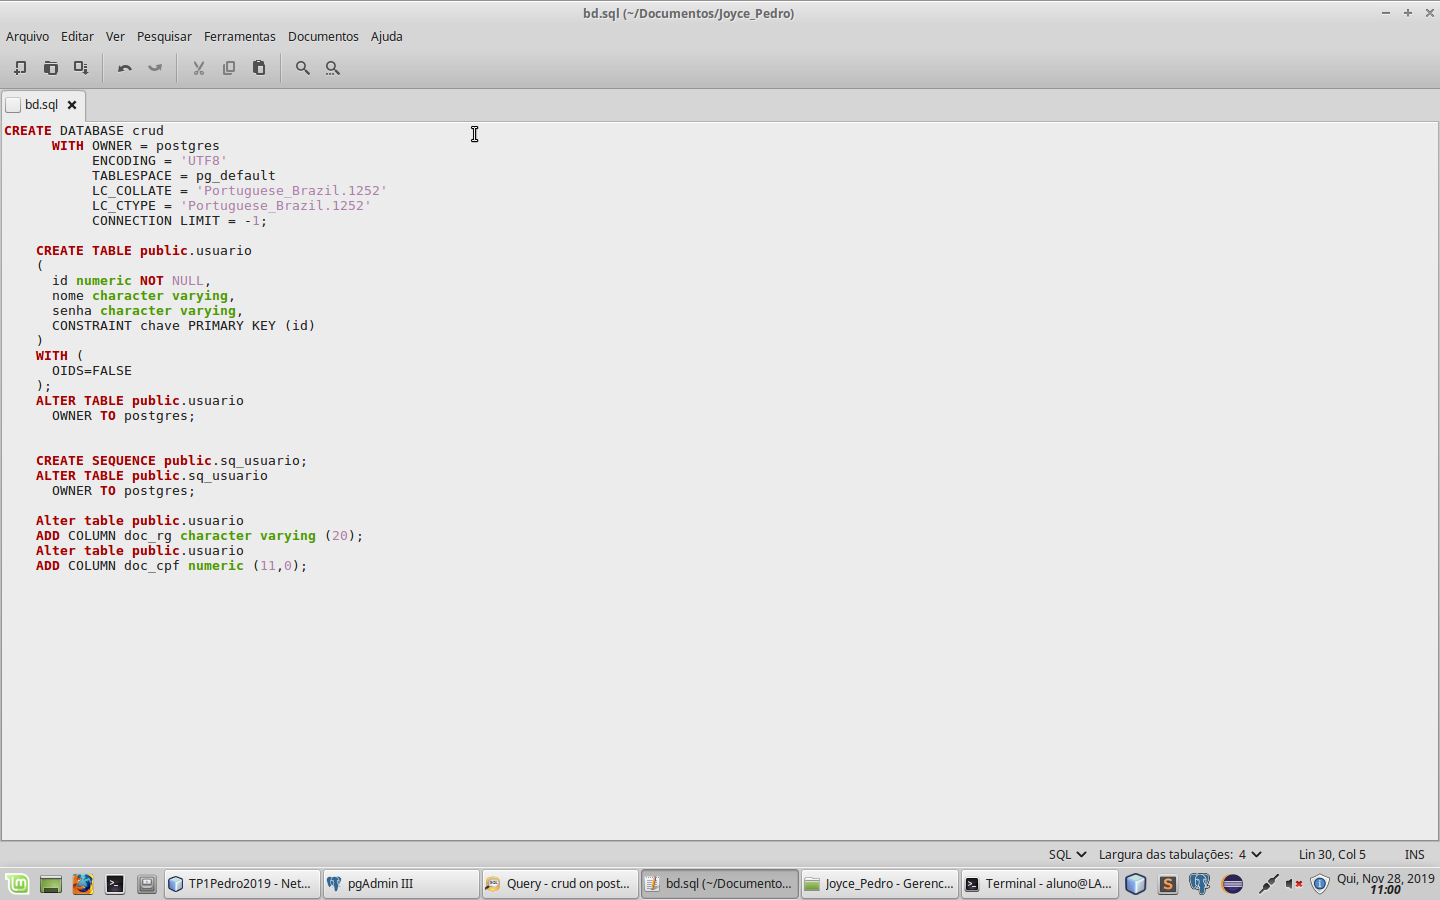 bd.sql (~/Documentos/Joyce_Pedro)
Arquivo Editar Ver Pesquisar Ferramentas Documentos Ajuda
bd.sql
CREATE DATABASE crud
WITH OWNER = postgres
ENCODING = 'UTF8'
TABLESPACE = pg_default
LC_COLLATE = 'Portuguese_Brazil.1252'
LC_CTYPE = 'Portuguese_Brazil.1252'
CONNECTION LIMIT = -1;
CREATE TABLE public.usuario
(
id numeric NOT NULL,
nome character varying,
senha character varying,
CONSTRAINT chave PRIMARY KEY (id)
)
WITH (
OIDS=FALSE
);
ALTER TABLE public.usuario
OWNER TO postgres;
CREATE SEQUENCE public.sq_usuario;
ALTER TABLE public.sq_usuario
OWNER TO postgres;
Alter table public.usuario
ADD COLUMN doc_rg character varying (20);
Alter table public.usuario
ADD COLUMN doc_cpf numeric (11,0);
SQL Largura das tabulações: 4 Lin 30, Col 5 INS
TP1Pedro2019 - Net... pgAdmin III Query - crud on post... bd.sql (~/Documento... Joyce_Pedro - Gerenc... Terminal - aluno@LA... Qui, Nov 28, 2019
11:00